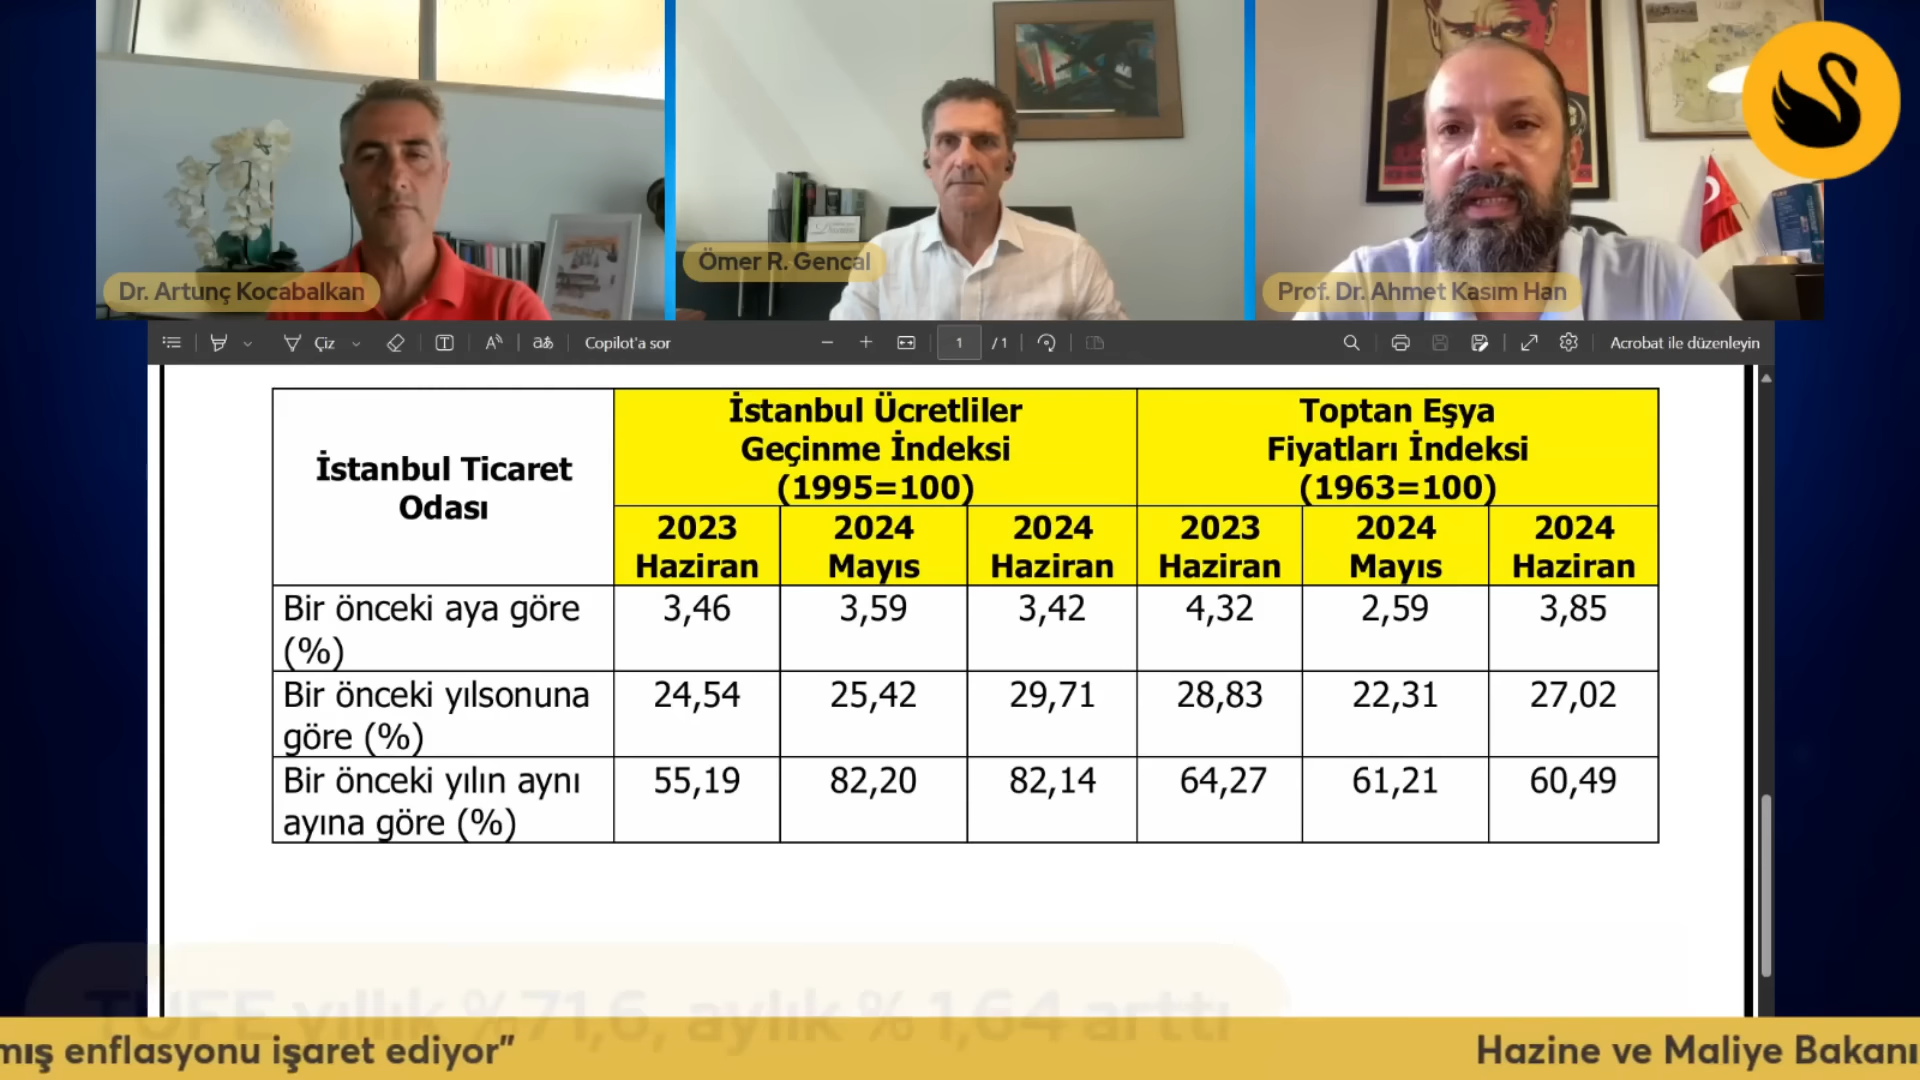 Dr. Artunç Kocabalkan
Ömer R. Gencal
Prof. Dr. Ahmet Kasım Han
Çiz
aあ
Copilot'a sor
1 / 1
Acrobat ile düzenleyin
İstanbul Ticaret
Odası
İstanbul Ücretliler
Geçinme İndeksi
(1995=100)
Toptan Eşya
Fiyatları İndeksi
(1963=100)
2023 2024 2024 2023 2024 2024
Haziran Mayıs Haziran Haziran Mayıs Haziran
Bir önceki aya göre 3,46 3,59 3,42 4,32 2,59 3,85
(%)
Bir önceki yılsonuna 24,54 25,42 29,71 28,83 22,31 27,02
göre (%)
Bir önceki yılın aynı 55,19 82,20 82,14 64,27 61,21 60,49
ayına göre (%)
TÜFE yıllık %71,6, aylık %1,64 arttı
mış enflasyonu işaret ediyor” Hazine ve Maliye Bakanı